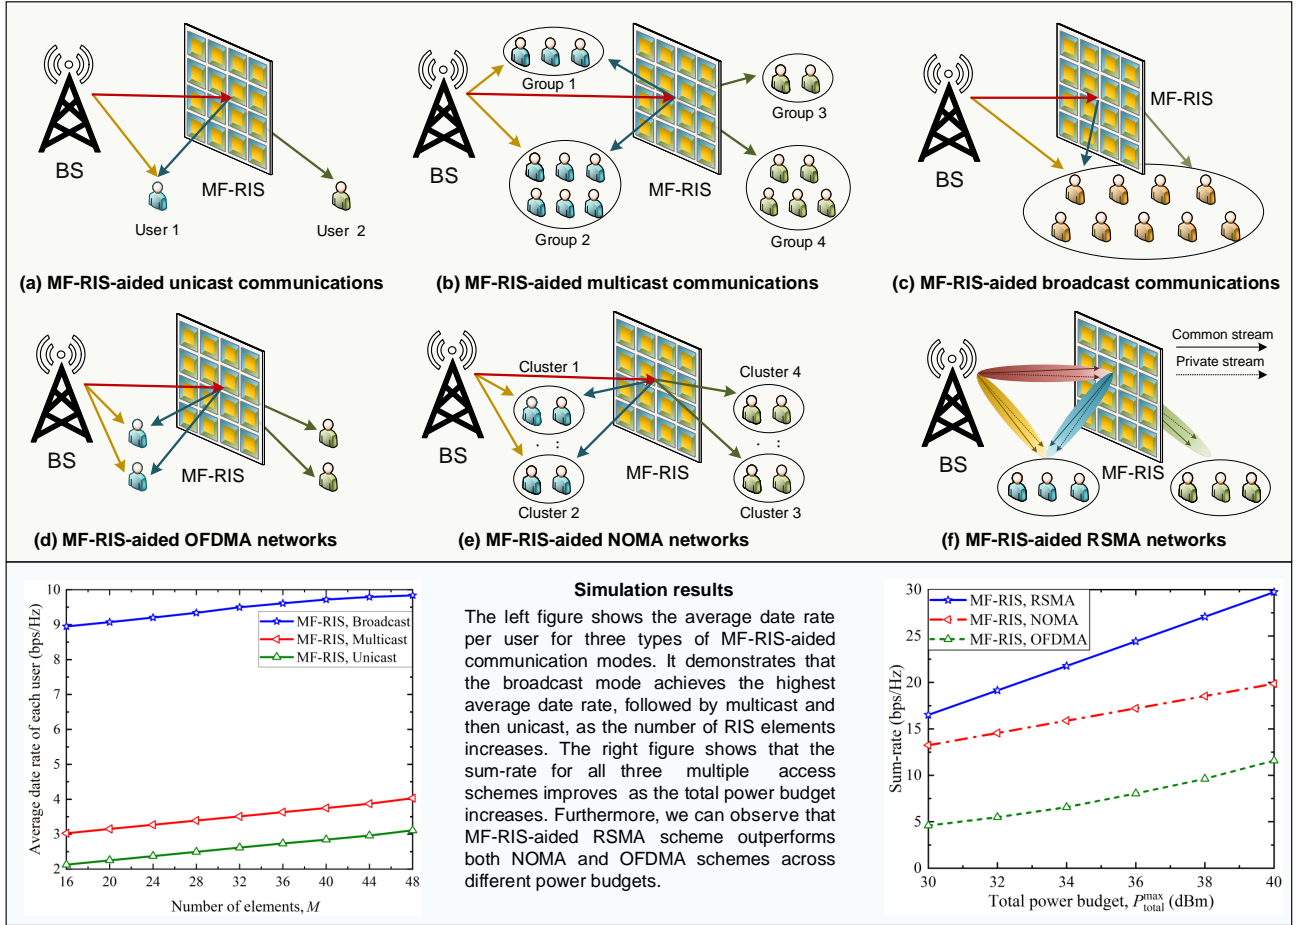 BS
MF-RIS
User 1
User 2
(a) MF-RIS-aided unicast communications
BS
Group 1
Group 2
MF-RIS
Group 3
Group 4
(b) MF-RIS-aided multicast communications
BS
MF-RIS
(c) MF-RIS-aided broadcast communications
BS
MF-RIS
(d) MF-RIS-aided OFDMA networks
BS
Cluster 1
Cluster 2
MF-RIS
Cluster 4
Cluster 3
(e) MF-RIS-aided NOMA networks
Common stream
Private stream
BS
MF-RIS
(f) MF-RIS-aided RSMA networks
Average date rate of each user (bps/Hz)
10
9
8
7
6
5
4
3
2
MF-RIS, Broadcast
MF-RIS, Multicast
MF-RIS, Unicast
16 20 24 28 32 36 40 44 48
Number of elements, M
Simulation results
The left figure shows the average date rate
per user for three types of MF-RIS-aided
communication modes. It demonstrates that
the broadcast mode achieves the highest
average date rate, followed by multicast and
then unicast, as the number of RIS elements
increases. The right figure shows that the
sum-rate for all three multiple access
schemes improves as the total power budget
increases. Furthermore, we can observe that
MF-RIS-aided RSMA scheme outperforms
both NOMA and OFDMA schemes across
different power budgets.
Sum-rate (bps/Hz)
30
25
20
15
10
5
0
MF-RIS, RSMA
MF-RIS, NOMA
MF-RIS, OFDMA
30 32 34 36 38 40
Total power budget, P_total^max (dBm)